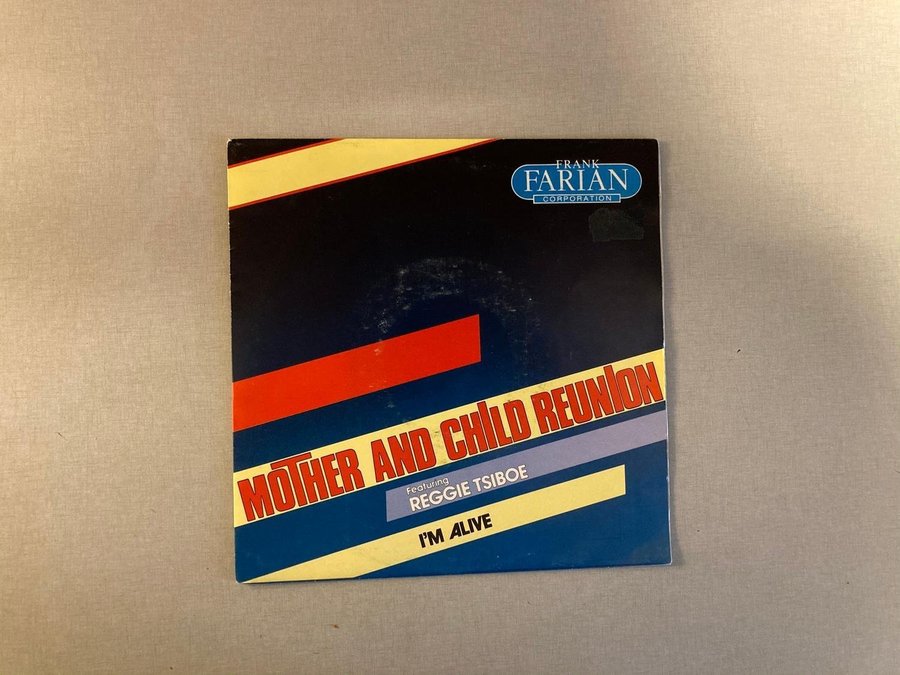 FRANK
FARIAN
CORPORATION
MOTHER AND CHILD REUNION
Featuring
REGGIE TSIBOE
I'M ALIVE